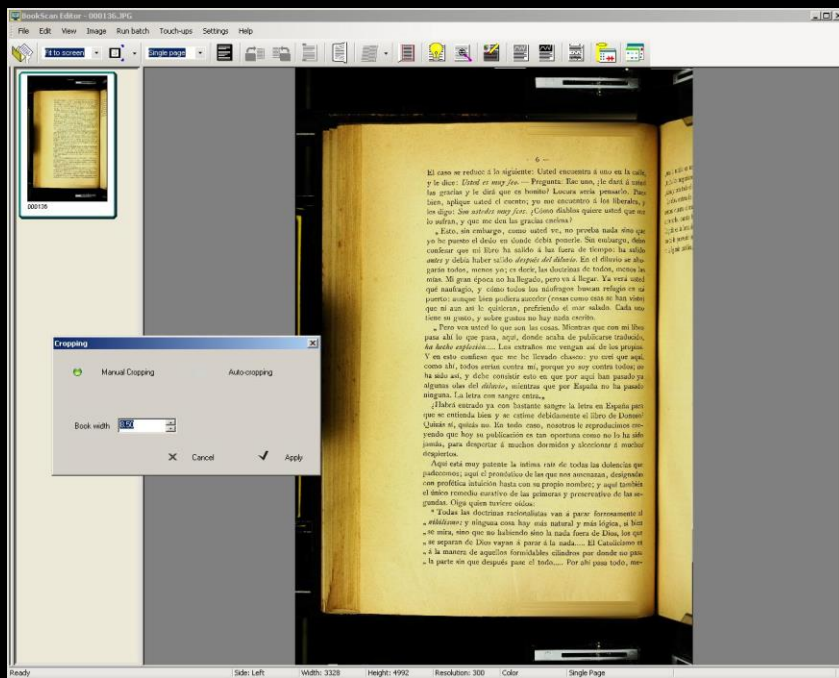 BookScan Editor - 000136.JPG
File Edit View Image Run batch Touch-ups Settings Help
Fit to screen Single page
000136
Cropping
Manual Cropping Auto-cropping
Book width 8.50
Cancel Apply
- 6 -
El caso se reduce á lo siguiente: Usted encuentra á uno en la calle,
y le dice: Usted es muy feo. — Pregunta: Ese uno, ¿le dará á usted
las gracias y le dirá que es bonito? Locura sería pensarlo. Pues
bien, aplique usted el cuento; yo me encuentro á los liberales, y
les digo: Son ustedes muy feos. ¿Cómo diablos quiere usted que me
lo sufran, y que me den las gracias encima?
„Esto, sin embargo, como usted ve, no prueba nada sino que
yo he puesto el dedo en donde debía ponerle. Sin embargo, debo
confesar que mi libro ha salido á luz fuera de tiempo: ha salido
antes y debía haber salido después del diluvio. En el diluvio se aho-
garán todos, menos yo; es decir, las doctrinas de todos, menos las
mías. Mi gran época no ha llegado, pero va á llegar. Ya verá usted
qué naufragio, y cómo todos los náufragos buscan refugio en mi
puerto: aunque bien pudiera suceder (cosas como esas se han visto)
que ni aun así le quisieran, prefiriendo el mar salado. Cada uno
tiene su gusto, y sobre gustos no hay nada escrito.
„Pero vea usted lo que son las cosas. Mientras que con mi libro
pasa ahí lo que pasa, aquí, donde acaba de publicarse traducido,
ha hecho explosión.... Los extraños me vengan así de los propios.
Y en esto confieso que me he llevado chasco: yo creí que aquí,
como ahí, todos serían contra mí, porque yo soy contra todos; no
ha sido así, y debe consistir esto en que por aquí han pasado ya
algunas olas del diluvio, mientras que por España no ha pasado
ninguna. La letra con sangre entra.„
¿Habrá entrado ya con bastante sangre la letra en España para
que se entienda bien y se estime debidamente el libro de Donoso?
Quizás sí, quizás no. En todo caso, nosotros le reproducimos cre-
yendo que hoy su publicación es tan oportuna como no lo ha sido
jamás, para despertar á muchos dormidos y aleccionar á muchos
despiertos.
Aquí está muy patente la íntima raíz de todas las dolencias que
padecemos; aquí el pronóstico de las que nos amenazan, designadas
con profética intuición hasta con su propio nombre; y aquí también
el único remedio curativo de las primeras y preservativo de las se-
gundas. Oiga quien tuviere oídos:
“ Todas las doctrinas racionalistas van á parar forzosamente al
„ nihilismo; y ninguna cosa hay más natural y más lógica, si bien
„ se mira, sino que no habiendo sino la nada fuera de Dios, los que
„ se separan de Dios vayan á parar á la nada.... El Catolicismo es
„ á la manera de aquellos formidables cilindros por donde no pasa
„ la parte sin que después pase el todo.... Por ahí pasa todo, me-
Ready Side: Left Width: 3328 Height: 4992 Resolution: 300 Color Single Page